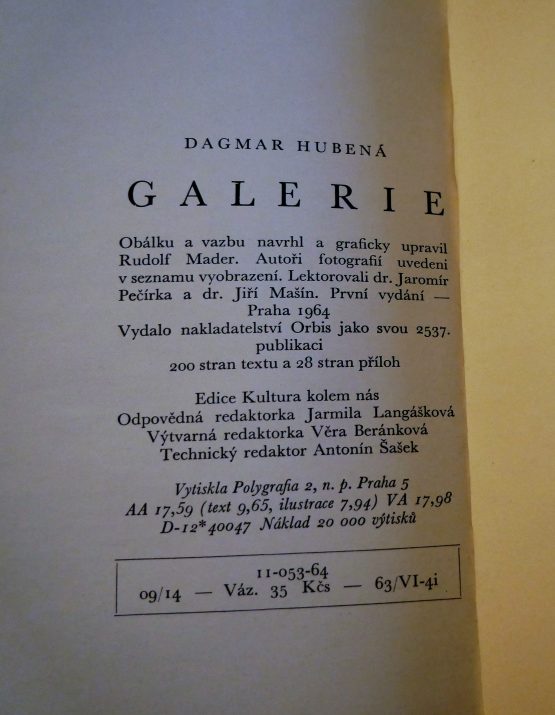 DAGMAR HUBENÁ
GALERIE
Obálku a vazbu navrhl a graficky upravil
Rudolf Mader. Autoři fotografií uvedeni
v seznamu vyobrazení. Lektorovali dr. Jaromír
Pečírka a dr. Jiří Mašín. První vydání —
Praha 1964
Vydalo nakladatelství Orbis jako svou 2537.
publikaci
200 stran textu a 28 stran příloh
Edice Kultura kolem nás
Odpovědná redaktorka Jarmila Langášková
Výtvarná redaktorka Věra Beránková
Technický redaktor Antonín Šašek
Vytiskla Polygrafia 2, n. p. Praha 5
AA 17,59 (text 9,65, ilustrace 7,94) VA 17,98
D-12*40047 Náklad 20 000 výtisků
11-053-64
09/14 — Váz. 35 Kčs — 63/VI-4i